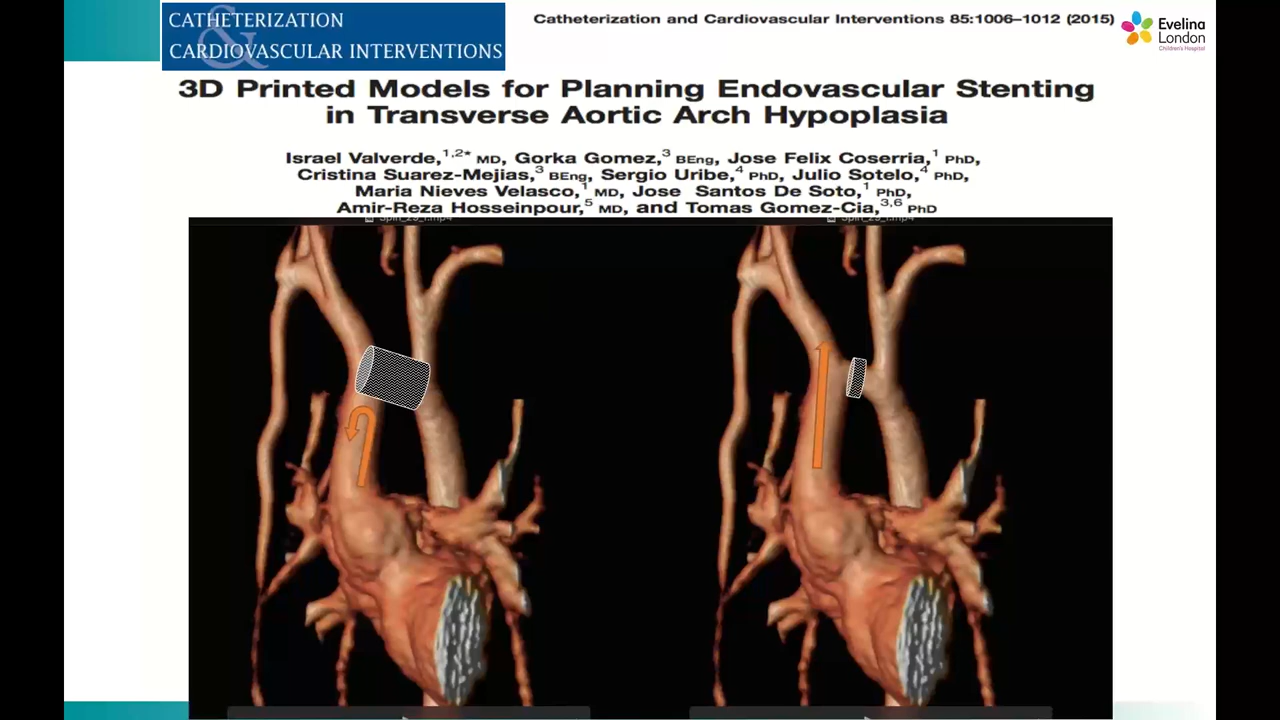 CATHETERIZATION
&
CARDIOVASCULAR INTERVENTIONS
Catheterization and Cardiovascular Interventions 85:1006–1012 (2015)
Evelina
London
Children's Hospital
3D Printed Models for Planning Endovascular Stenting
in Transverse Aortic Arch Hypoplasia
Israel Valverde,1,2* MD, Gorka Gomez,3 BEng, Jose Felix Coserria,1 PhD,
Cristina Suarez-Mejias,3 BEng, Sergio Uribe,4 PhD, Julio Sotelo,4 PhD,
Maria Nieves Velasco,1 MD, Jose Santos De Soto,1 PhD,
Amir-Reza Hosseinpour,5 MD, and Tomas Gomez-Cia,3,6 PhD